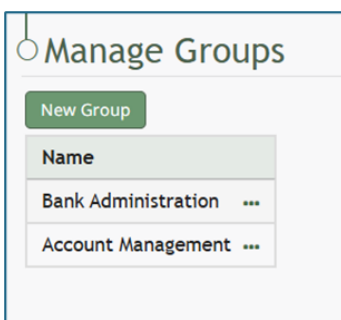 Manage Groups
New Group
Name
Bank Administration ...
Account Management ...